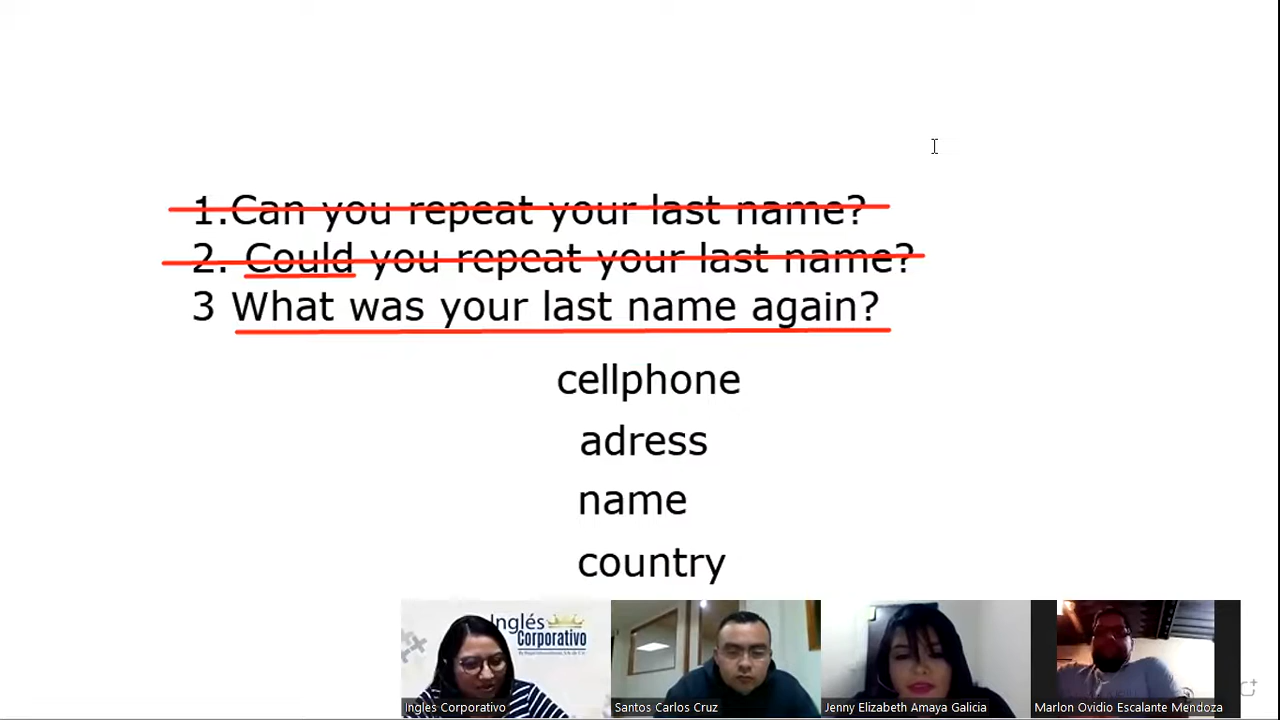 1.Can you repeat your last name?
2. Could you repeat your last name?
3 What was your last name again?
cellphone
adress
name
country
Inglés
Corporativo
Ingles Corporativo
Santos Carlos Cruz
Jenny Elizabeth Amaya Galicia
Marlon Ovidio Escalante Mendoza